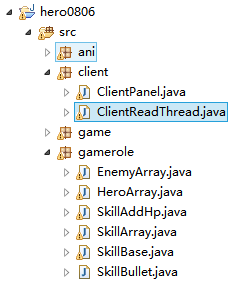 hero0806
src
ani
client
ClientPanel.java
ClientReadThread.java
game
gamerole
EnemyArray.java
HeroArray.java
SkillAddHp.java
SkillArray.java
SkillBase.java
SkillBullet.java